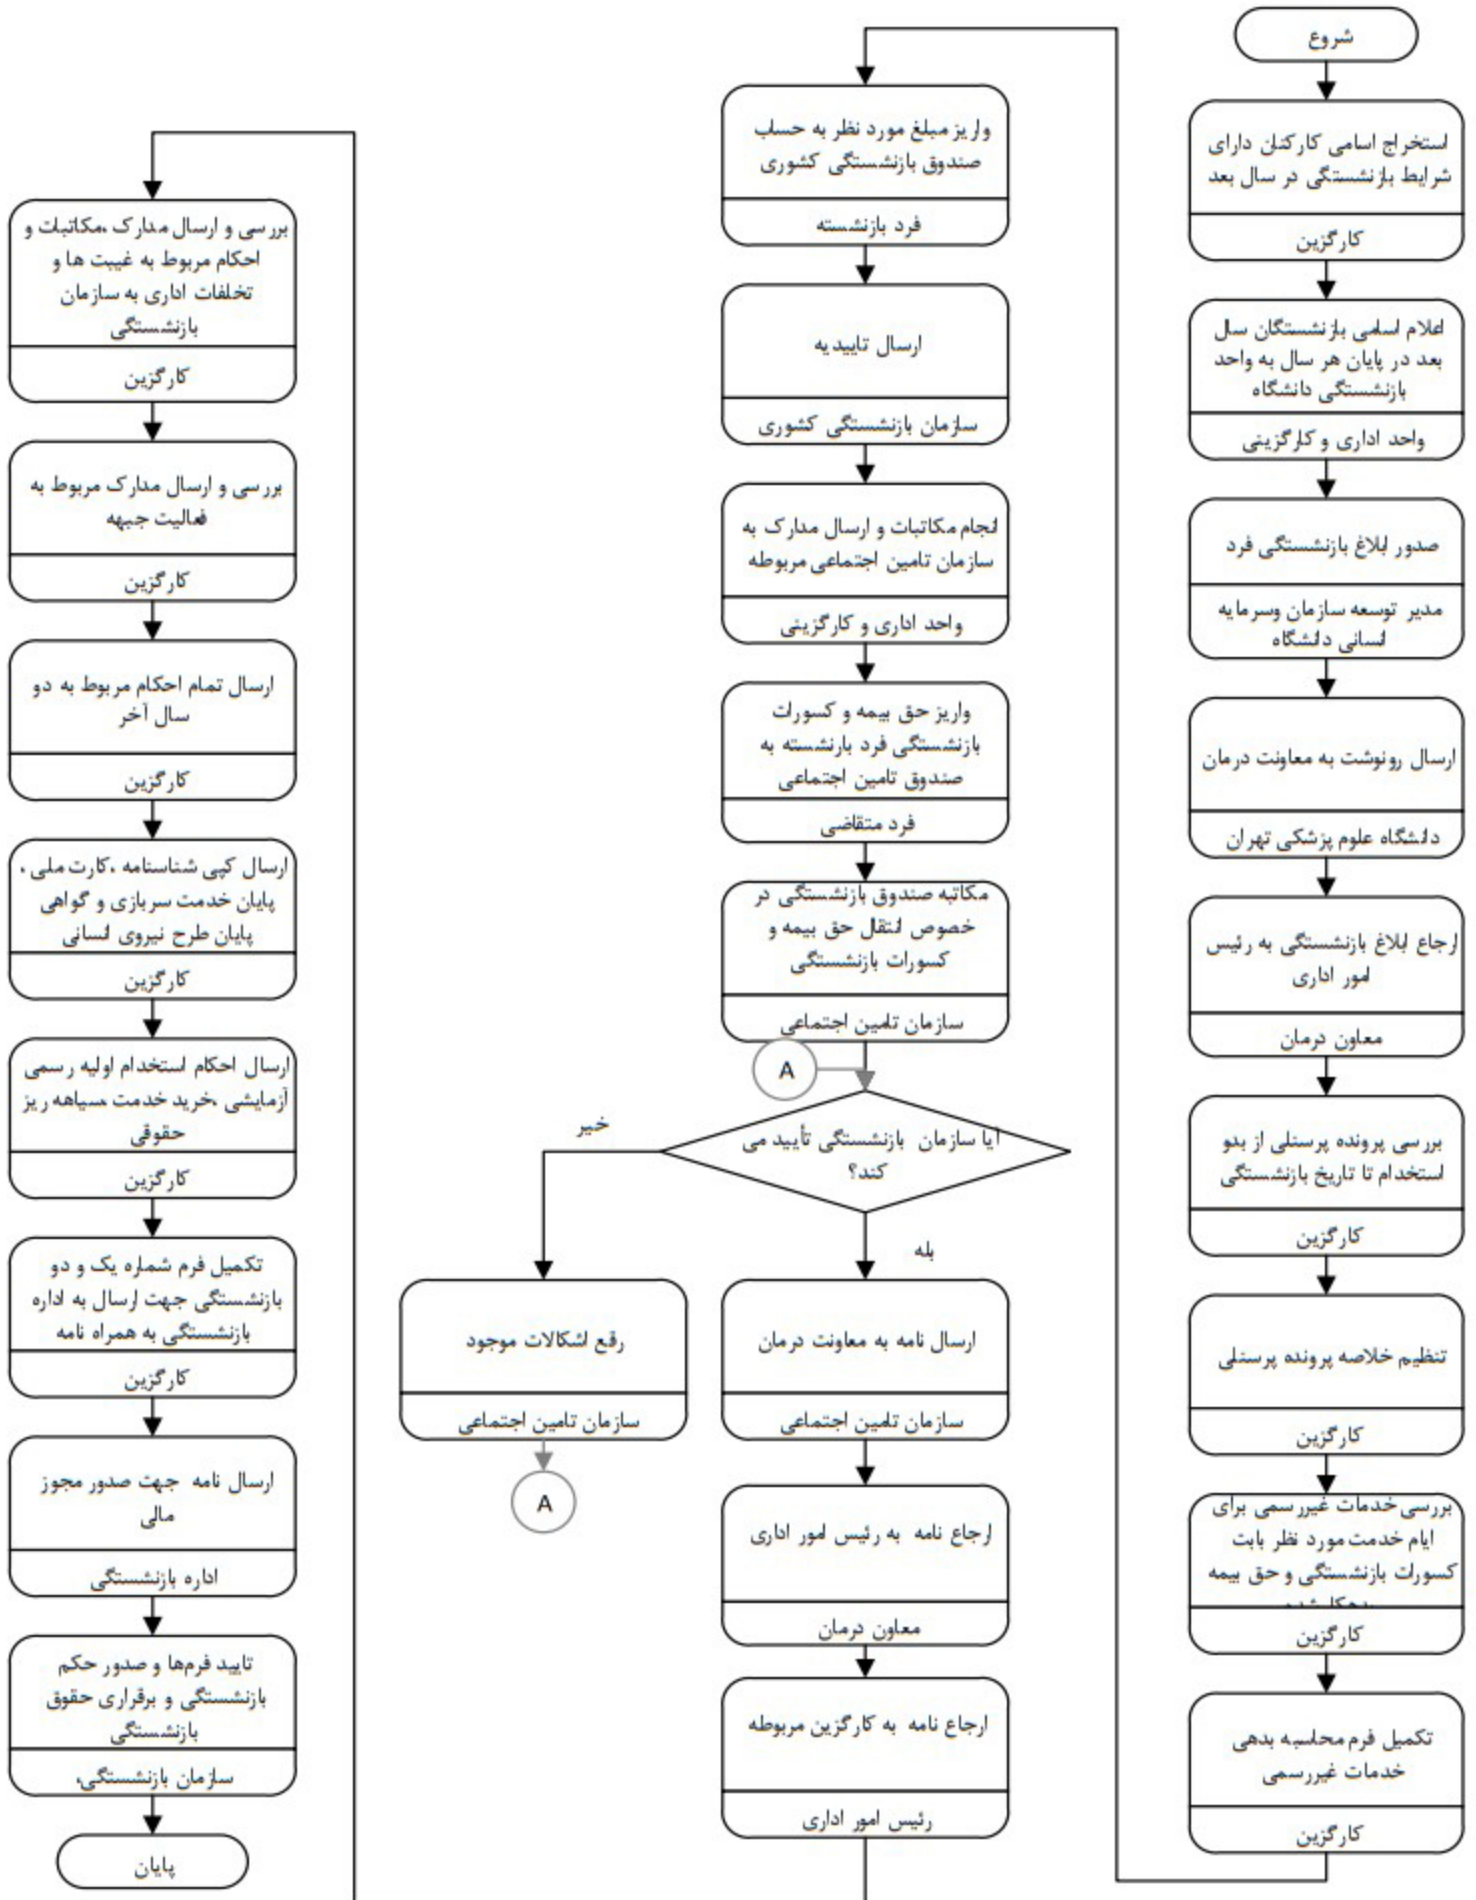 شروع
استخراج اسامی کارکنان دارای
شرایط بازنشستگی در سال بعد
کارگزین
اعلام اسامی بازنشستگان سال
بعد در پایان هر سال به واحد
بازنشستگی دانشگاه
واحد اداری و کارگزینی
صدور ابلاغ بازنشستگی فرد
مدیر توسعه سازمان وسرمایه
انسانی دانشگاه
ارسال رونوشت به معاونت درمان
دانشگاه علوم پزشکی تهران
ارجاع ابلاغ بازنشستگی به رئیس
امور اداری
معاون درمان
بررسی پرونده پرسنلی از بدو
استخدام تا تاریخ بازنشستگی
کارگزین
تنظیم خلاصه پرونده پرسنلی
کارگزین
بررسی خدمات غیررسمی برای
ایام خدمت مورد نظر بابت
کسورات بازنشستگی و حق بیمه
کارگزین
تکمیل فرم محاسبه بدهی
خدمات غیررسمی
کارگزین
واریز مبلغ مورد نظر به حساب
صندوق بازنشستگی کشوری
فرد بازنشسته
ارسال تاییدیه
سازمان بازنشستگی کشوری
انجام مکاتبات و ارسال مدارک به
سازمان تامین اجتماعی مربوطه
واحد اداری و کارگزینی
واریز حق بیمه و کسورات
بازنشستگی فرد بارنشسته به
صندوق تامین اجتماعی
فرد متقاضی
مکاتبه صندوق بازنشستگی در
خصوص انتقال حق بیمه و
کسورات بازنشستگی
سازمان تامین اجتماعی
A
آیا سازمان بازنشستگی تأیید می
کند؟
خیر
بله
رفع اشکالات موجود
سازمان تامین اجتماعی
A
ارسال نامه به معاونت درمان
سازمان تامین اجتماعی
ارجاع نامه به رئیس امور اداری
معاون درمان
ارجاع نامه به کارگزین مربوطه
رئیس امور اداری
بررسی و ارسال مدارک ،مکاتبات و
احکام مربوط به غیبت ها و
تخلفات اداری به سازمان
بازنشستگی
کارگزین
بررسی و ارسال مدارک مربوط به
فعالیت جبهه
کارگزین
ارسال تمام احکام مربوط به دو
سال آخر
کارگزین
ارسال کپی شناسنامه ،کارت ملی ،
پایان خدمت سربازی و گواهی
پایان طرح نیروی انسانی
کارگزین
ارسال احکام استخدام اولیه رسمی
آزمایشی ،خرید خدمت ،سیاهه ریز
حقوقی
کارگزین
تکمیل فرم شماره یک و دو
بازنشستگی جهت ارسال به اداره
بازنشستگی به همراه نامه
کارگزین
ارسال نامه جهت صدور مجوز
مالی
اداره بازنشستگی
تایید فرم‌ها و صدور حکم
بازنشستگی و برقراری حقوق
بازنشستگی
سازمان بازنشستگی،
پایان